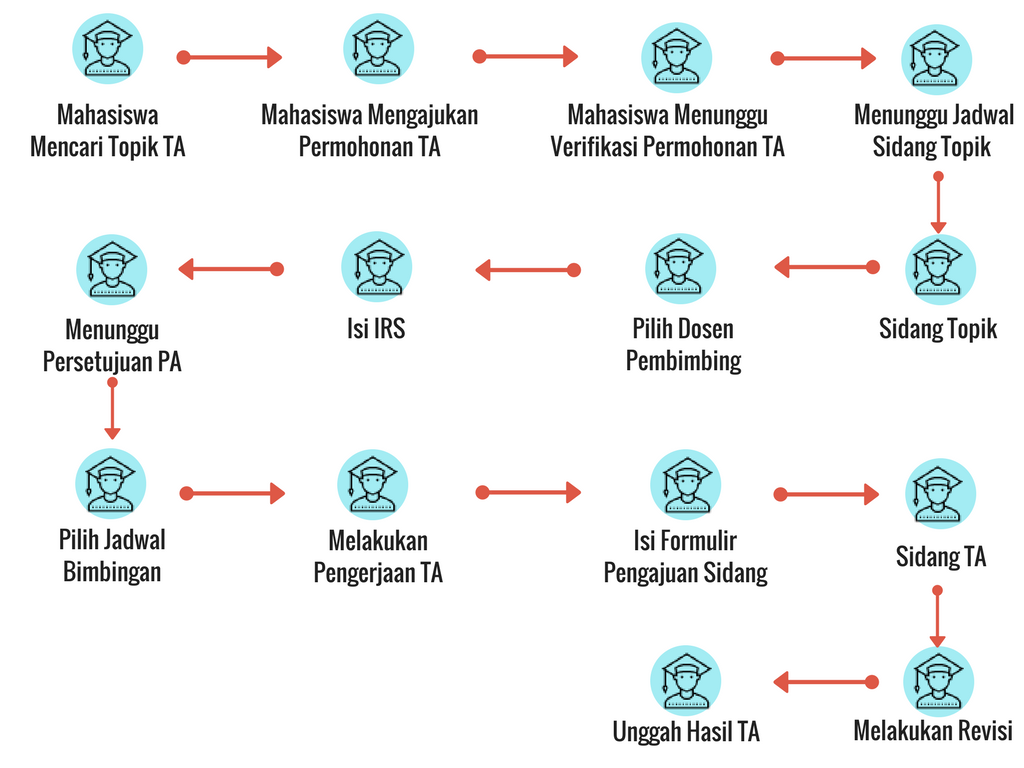 Mahasiswa
Mencari Topik TA
Mahasiswa Mengajukan
Permohonan TA
Mahasiswa Menunggu
Verifikasi Permohonan TA
Menunggu Jadwal
Sidang Topik
Sidang Topik
Pilih Dosen
Pembimbing
Isi IRS
Menunggu
Persetujuan PA
Pilih Jadwal
Bimbingan
Melakukan
Pengerjaan TA
Isi Formulir
Pengajuan Sidang
Sidang TA
Melakukan Revisi
Unggah Hasil TA